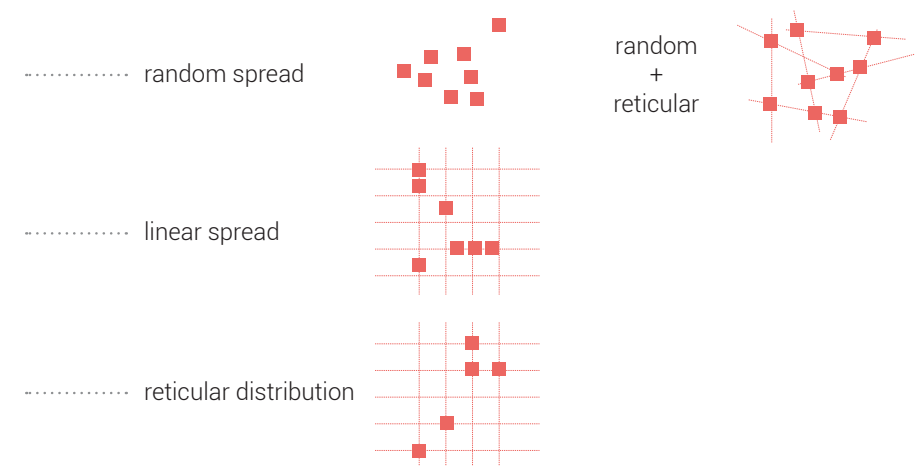 random spread
random
+
reticular
linear spread
reticular distribution